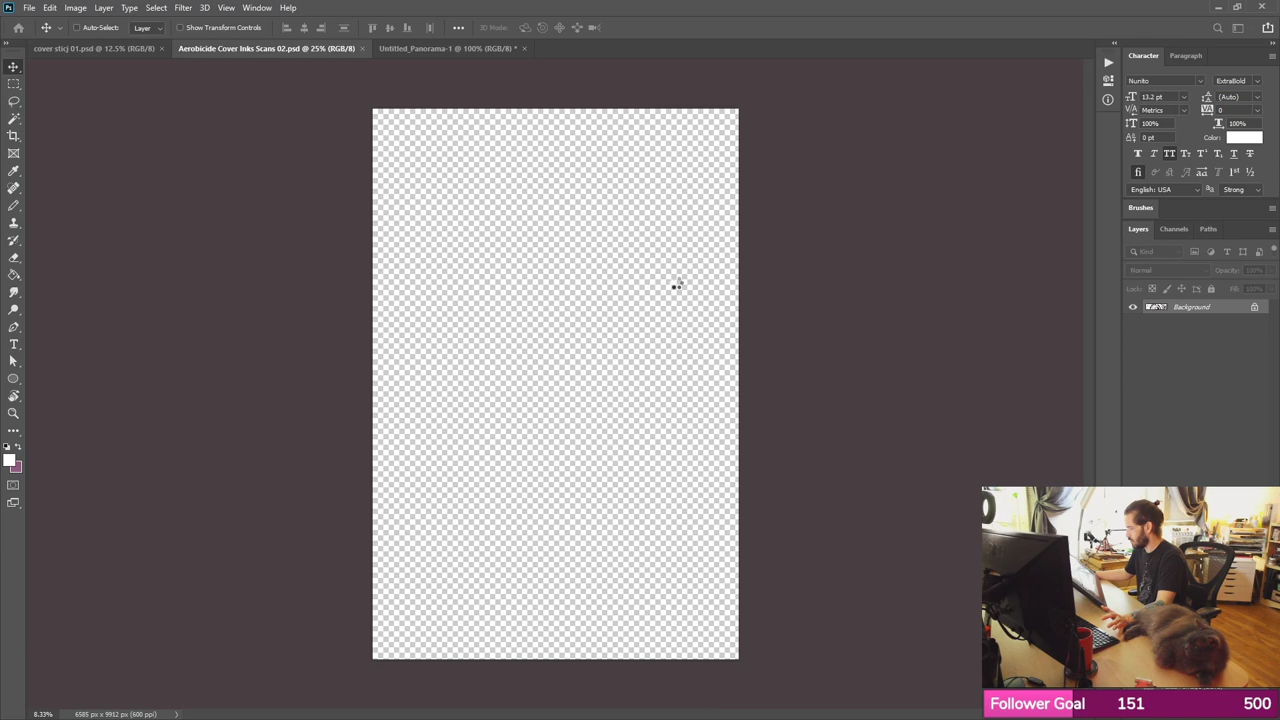 Ps File Edit Image Layer Type Select Filter 3D View Window Help
Auto-Select: Layer Show Transform Controls 3D Mode:
cover sticj 01.psd @ 12.5% (RGB/8) Aerobicide Cover Inks Scans 02.psd @ 25% (RGB/8) Untitled_Panorama-1 @ 100% (RGB/8) *
Character Paragraph
Nunito ExtraBold
13.2 pt (Auto)
Metrics 0
100% 100%
0 pt Color:
English: USA Strong
Brushes
Layers Channels Paths
Kind
Normal Opacity: 100%
Lock: Fill: 100%
Background
8.33% 6585 px x 9912 px (600 ppi)
Follower Goal 151 500